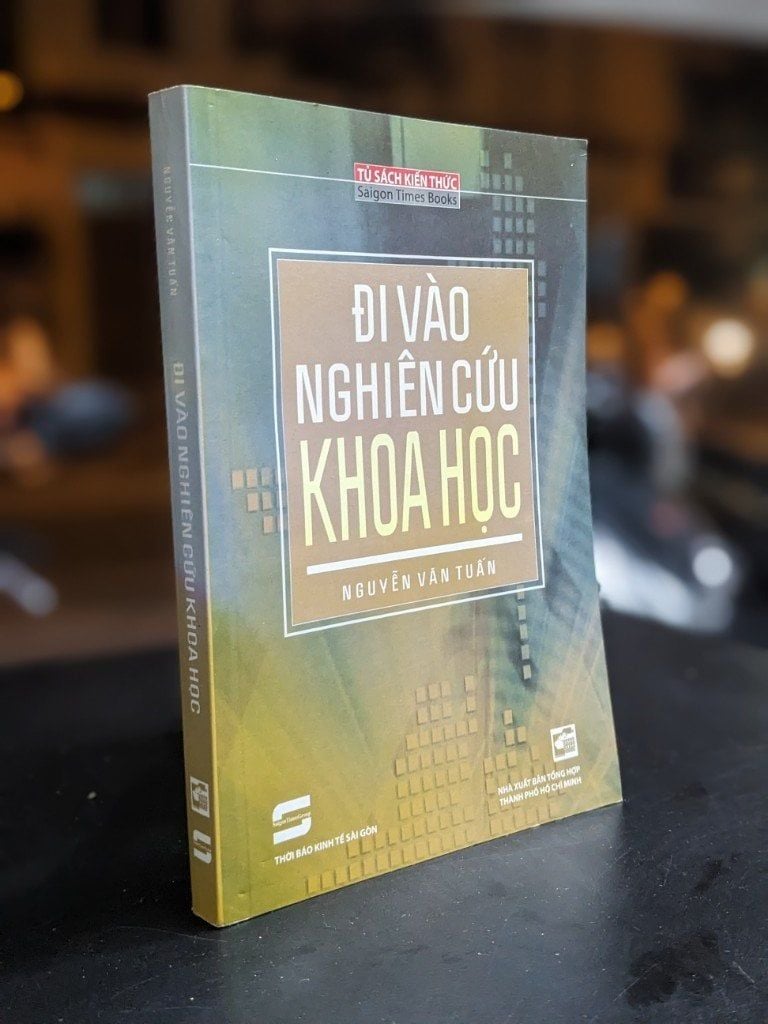 TỦ SÁCH KIẾN THỨC
Saigon Times Books
ĐI VÀO
NGHIÊN CỨU
KHOA HỌC
NGUYỄN VĂN TUẤN
SaigonTimesGroup
THỜI BÁO KINH TẾ SÀI GÒN
NHÀ XUẤT BẢN TỔNG HỢP
THÀNH PHỐ HỒ CHÍ MINH
NGUYỄN VĂN TUẤN
ĐI VÀO NGHIÊN CỨU KHOA HỌC